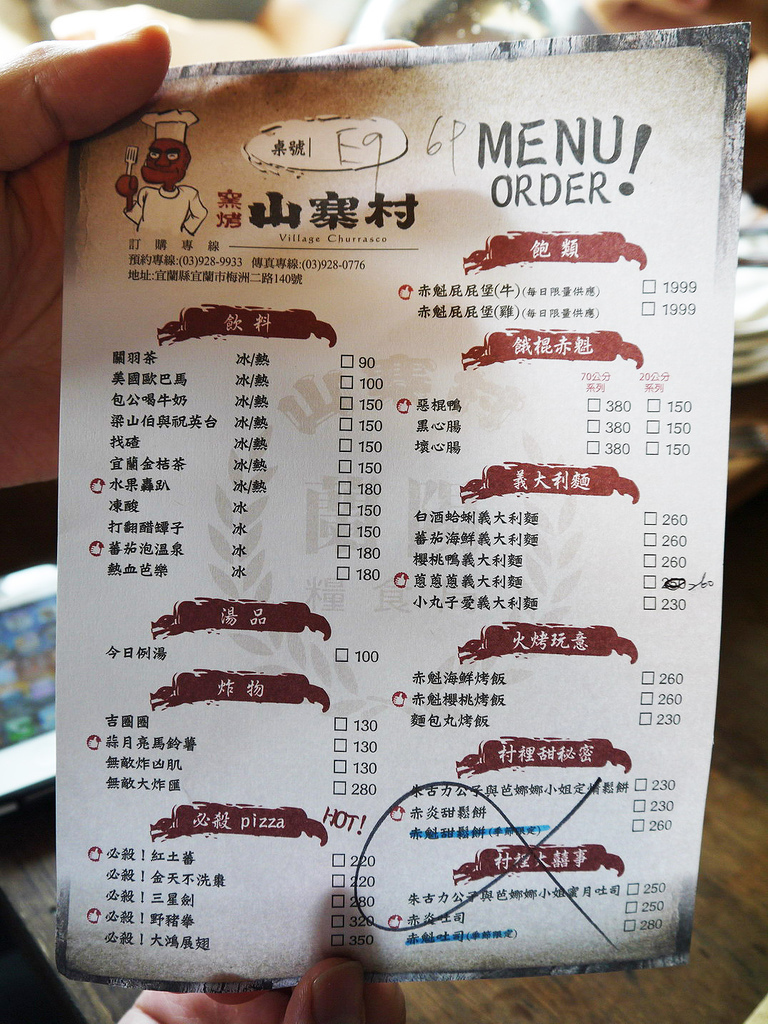 桌號 E9 6P
MENU
ORDER!
窯烤 山寨村
Village Churrasco
訂購專線
預約專線:(03)928-9933 傳真專線:(03)928-0776
地址:宜蘭縣宜蘭市梅洲二路140號
飲料
關羽茶 冰/熱 □ 90
美國歐巴馬 冰/熱 □ 100
包公喝牛奶 冰/熱 □ 150
梁山伯與祝英台 冰/熱 □ 150
找碴 冰/熱 □ 150
宜蘭金桔茶 冰/熱 □ 150
水果轟趴 冰/熱 □ 180
凍酸 冰 □ 150
打翻醋罈子 冰 □ 150
蕃茄泡溫泉 冰 □ 180
熱血芭樂 冰 □ 180
湯品
今日例湯 □ 100
炸物
吉圈圈 □ 130
蒜月亮馬鈴薯 □ 130
無敵炸凶肌 □ 130
無敵大炸匯 □ 280
必殺 pizza HOT!
必殺!紅土蕃 □ 220
必殺!金天不洗棗 □ 220
必殺!三星劍 □ 280
必殺!野豬拳 □ 320
必殺!大鴻展翅 □ 350
飽類
赤魁屁屁堡(牛)(每日限量供應) □ 1999
赤魁屁屁堡(雞)(每日限量供應) □ 1999
餓棍赤魁
70公分系列 20公分系列
惡棍鴨 □ 380 □ 150
黑心腸 □ 380 □ 150
壞心腸 □ 380 □ 150
義大利麵
白酒蛤蜊義大利麵 □ 260
蕃茄海鮮義大利麵 □ 260
櫻桃鴨義大利麵 □ 260
蔥蔥蔥義大利麵 □ 260
小丸子愛義大利麵 □ 230
火烤玩意
赤魁海鮮烤飯 □ 260
赤魁櫻桃烤飯 □ 260
麵包丸烤飯 □ 230
村裡甜秘密
朱古力公子與芭娜娜小姐定情鬆餅 □ 230
赤炎甜鬆餅 □ 230
赤魁甜鬆餅(季節限定) □ 260
村裡大囍事
朱古力公子與芭娜娜小姐蜜月吐司 □ 250
赤炎吐司 □ 250
赤魁吐司(季節限定) □ 280
山寨村
糧食